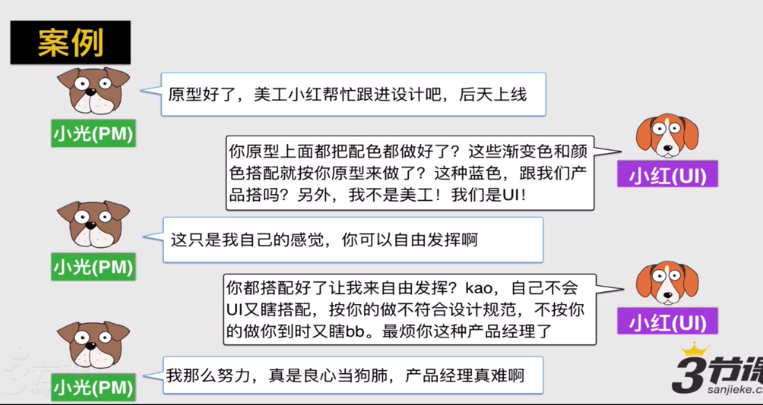 案例
原型好了，美工小红帮忙跟进设计吧，后天上线
小光(PM)
你原型上面都把配色都做好了？这些渐变色和颜
色搭配就按你原型来做了？这种蓝色，跟我们产
品搭吗？另外，我不是美工！我们是UI！
小红(UI)
这只是我自己的感觉，你可以自由发挥啊
小光(PM)
你都搭配好了让我来自由发挥？kao，自己不会
UI又瞎搭配，按你的做不符合设计规范，不按你
的做你到时又瞎bb。最烦你这种产品经理了
小红(UI)
我那么努力，真是良心当狗肺，产品经理真难啊
小光(PM)
3节课
sanjieke.c